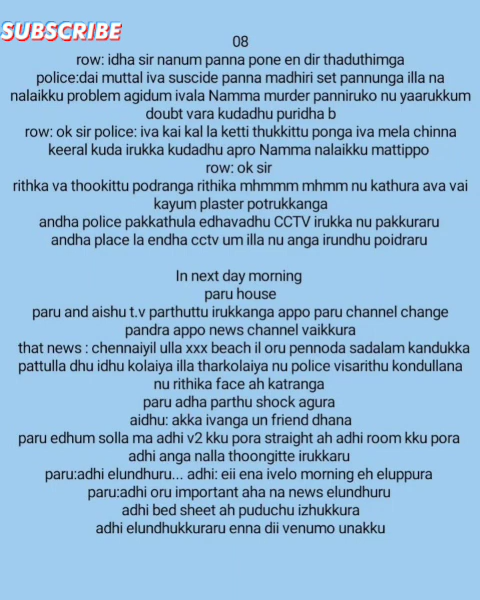 SUBSCRIBE
08
row: idha sir nanum panna pone en dir thaduthimga
police:dai muttal iva suscide panna madhiri set pannunga illa na
nalaikku problem agidum ivala Namma murder panniruko nu yaarukkum
doubt vara kudadhu puridha b
row: ok sir police: iva kai kal la ketti thukkittu ponga iva mela chinna
keeral kuda irukka kudadhu apro Namma nalaikku mattippo
row: ok sir
rithka va thookittu podranga rithika mhmmm mhmm nu kathura ava vai
kayum plaster potrukkanga
andha police pakkathula edhavadhu CCTV irukka nu pakkuraru
andha place la endha cctv um illa nu anga irundhu poidraru
In next day morning
paru house
paru and aishu t.v parthuttu irukkanga appo paru channel change
pandra appo news channel vaikkura
that news : chennaiyil ulla xxx beach il oru pennoda sadalam kandukka
pattulla dhu idhu kolaiya illa tharkolaiya nu police visarithu kondullana
nu rithika face ah katranga
paru adha parthu shock agura
aidhu: akka ivanga un friend dhana
paru edhum solla ma adhi v2 kku pora straight ah adhi room kku pora
adhi anga nalla thoongitte irukkaru
paru:adhi elundhuru... adhi: eii ena ivelo morning eh eluppura
paru:adhi oru important aha na news elundhuru
adhi bed sheet ah puduchu izhukkura
adhi elundhukkuraru enna dii venumo unakku